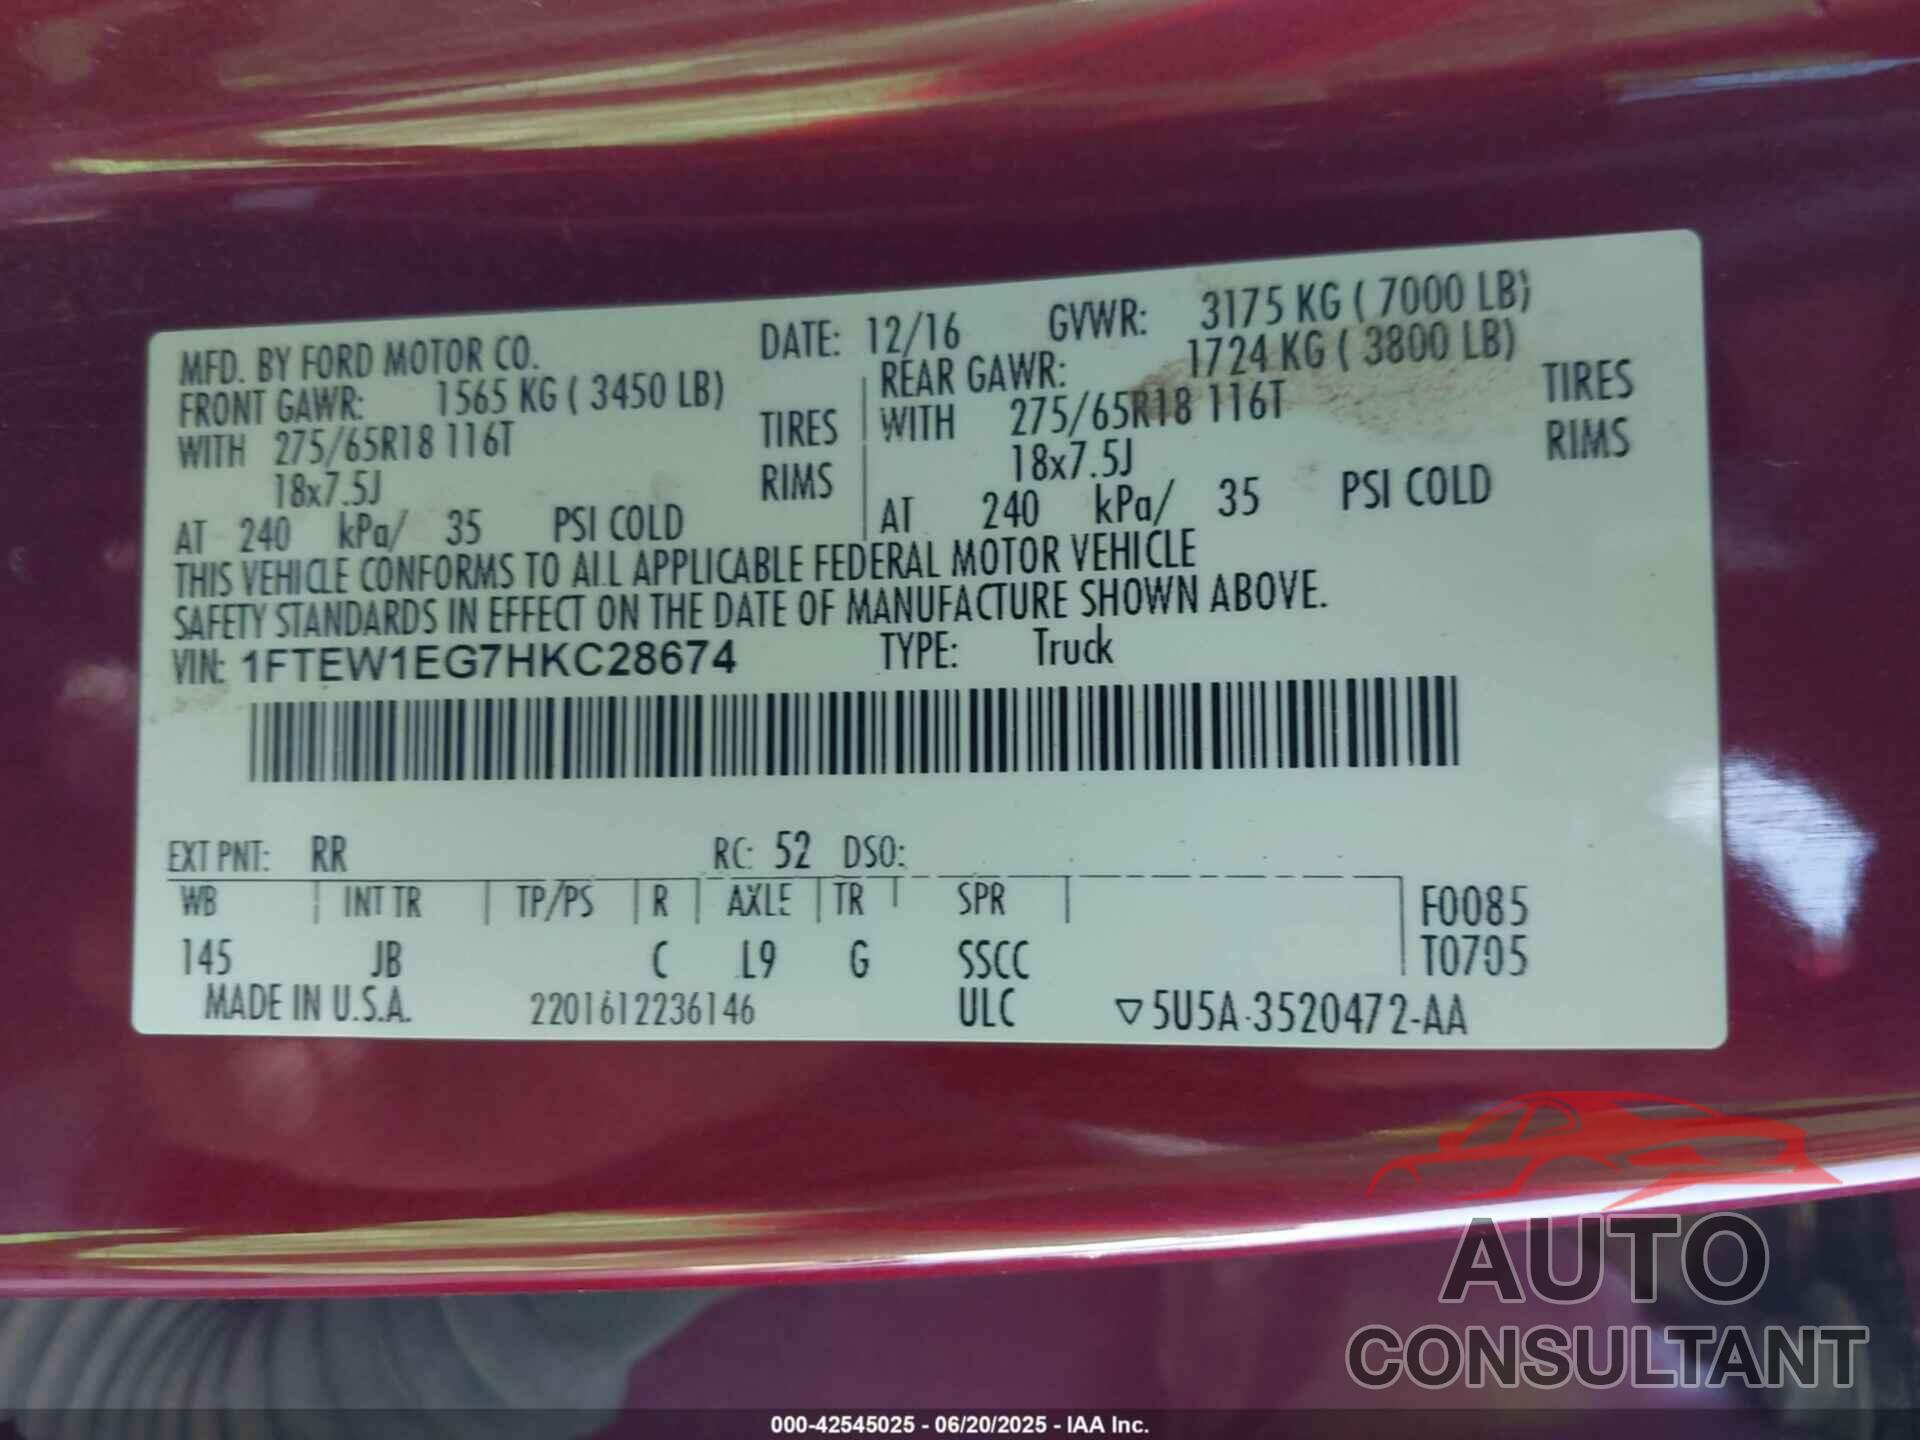 MFD. BY FORD MOTOR CO. DATE: 12/16 GVWR: 3175 KG ( 7000 LB)
FRONT GAWR: 1565 KG ( 3450 LB) REAR GAWR: 1724 KG ( 3800 LB)
WITH 275/65R18 116T TIRES WITH 275/65R18 116T TIRES
18x7.5J RIMS 18x7.5J RIMS
AT 240 kPa/ 35 PSI COLD AT 240 kPa/ 35 PSI COLD
THIS VEHICLE CONFORMS TO ALL APPLICABLE FEDERAL MOTOR VEHICLE
SAFETY STANDARDS IN EFFECT ON THE DATE OF MANUFACTURE SHOWN ABOVE.
VIN: 1FTEW1EG7HKC28674 TYPE: Truck
EXT PNT: RR RC: 52 DSO:
WB INT TR TP/PS R AXLE TR SPR F0085
145 JB C L9 G SSCC T0705
MADE IN U.S.A. 2201612236146 ULC ▽5U5A-3520472-AA
AUTO
CONSULTANT
000-42545025 - 06/20/2025 - IAA Inc.